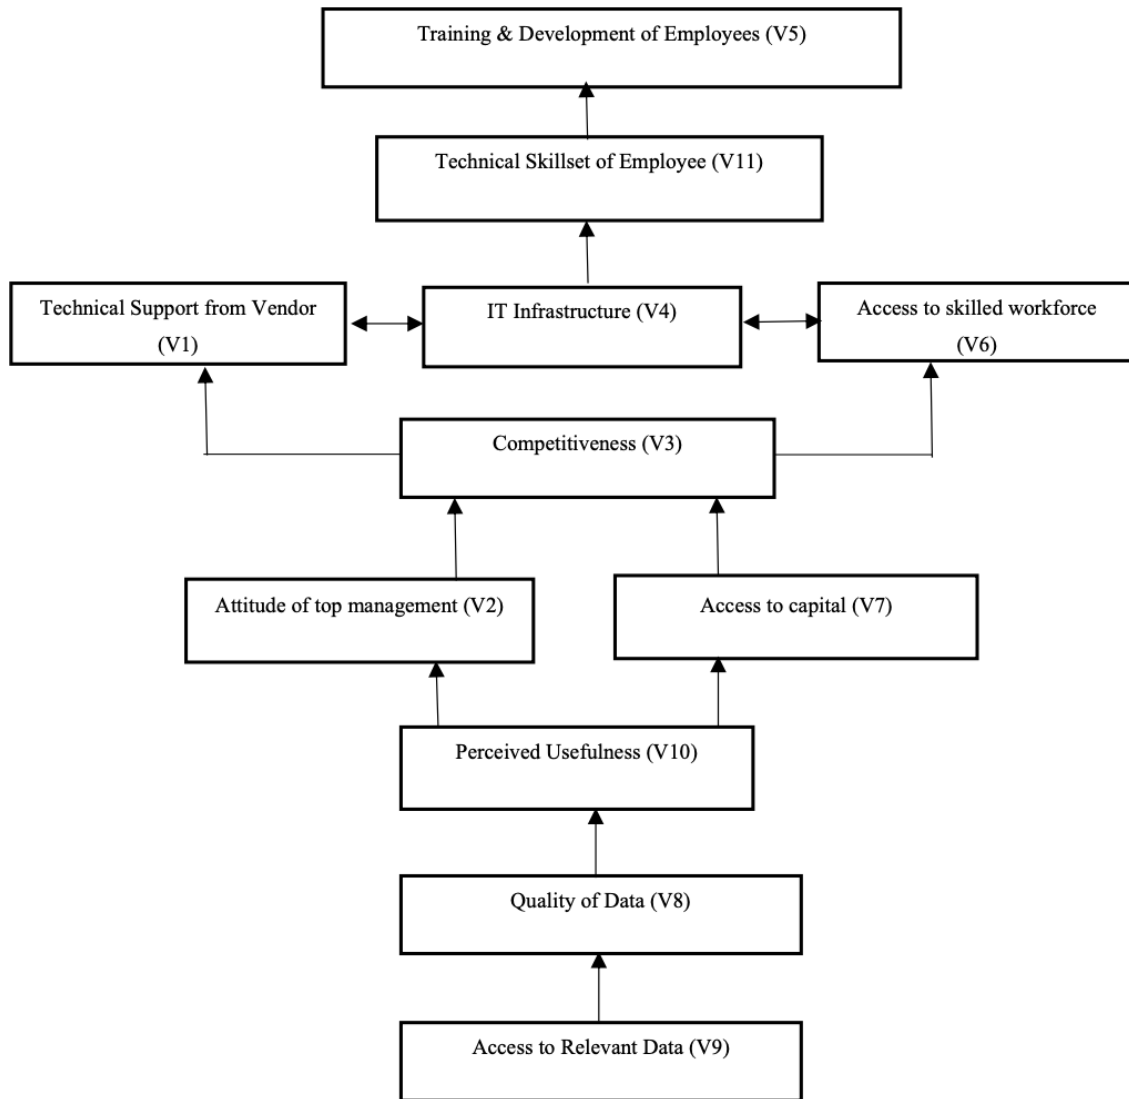 Training & Development of Employees (V5)
Technical Skillset of Employee (V11)
Technical Support from Vendor
(V1)
IT Infrastructure (V4)
Access to skilled workforce
(V6)
Competitiveness (V3)
Attitude of top management (V2)
Access to capital (V7)
Perceived Usefulness (V10)
Quality of Data (V8)
Access to Relevant Data (V9)